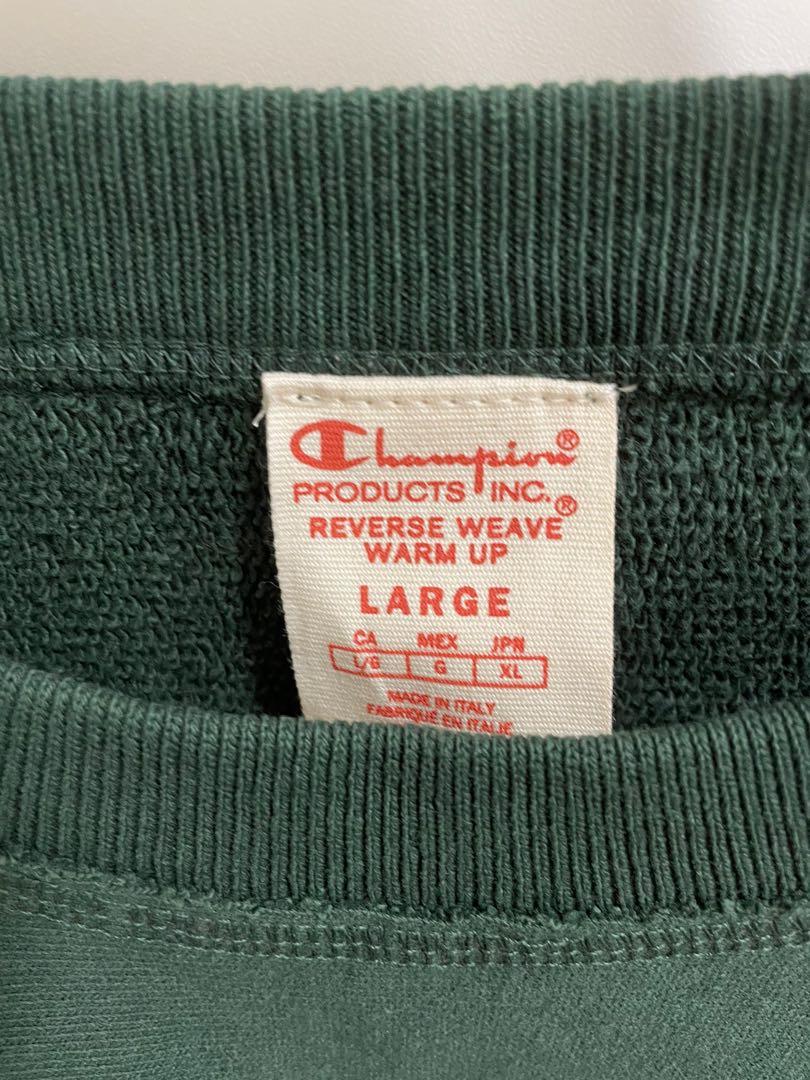 Champion®
PRODUCTS INC.
REVERSE WEAVE®
WARM UP
LARGE
CA MEX JPN
L/G G XL
MADE IN ITALY
FABRIQUÉ EN ITALIE